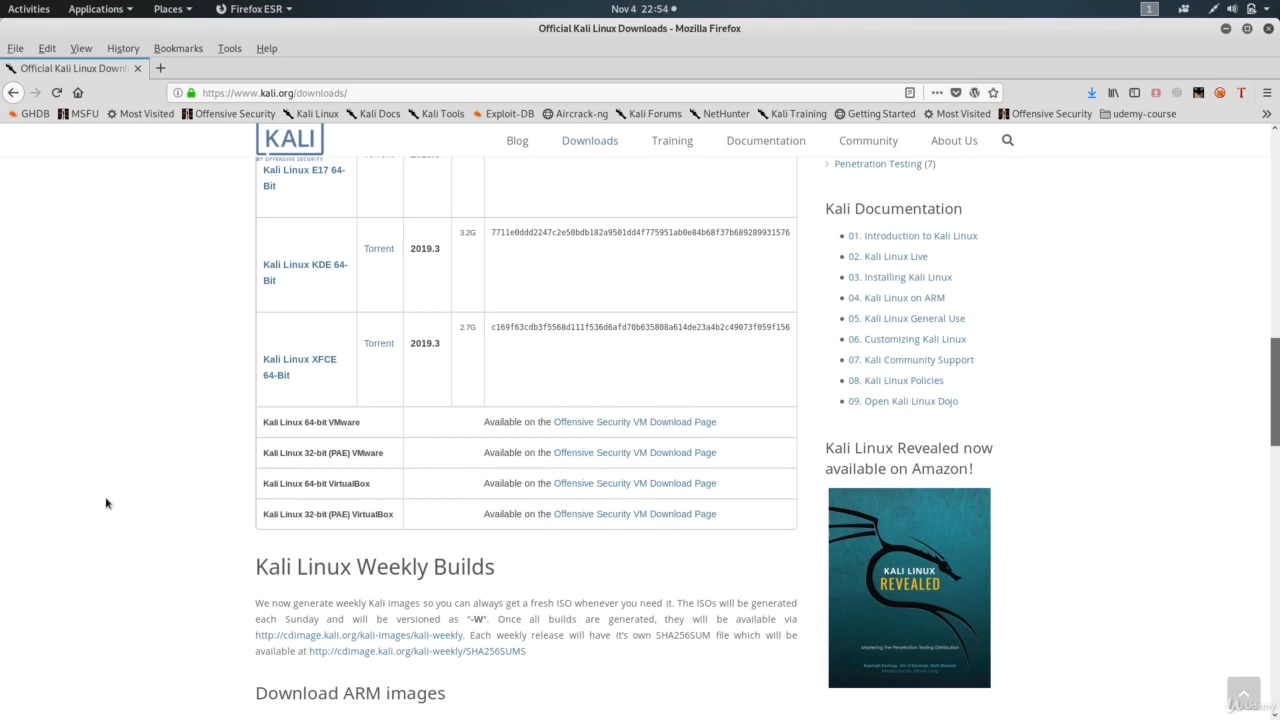 Applications Places Firefox ESR Nov 4 22:54 1
Official Kali Linux Downloads - Mozilla Firefox
File Edit View History Bookmarks Tools Help
Official Kali Linux Downl
https://www.kali.org/downloads/
GHDB MSFU Most Visited Offensive Security Kali Linux Kali Docs Kali Tools Exploit-DB Aircrack-ng Kali Forums NetHunter Kali Training Getting Started Offensive Security Most Visited Offensive Security udemy-course
KALI
BY OFFENSIVE SECURITY
Blog Downloads Training Documentation Community About Us
Kali Linux E17 64-
Bit
3.2G 7711e0ddd2247c2e50bdb182a9501dd4f775951ab0e84b68f37b689289931576
Torrent 2019.3
Kali Linux KDE 64-
Bit
2.7G c169f63cdb3f5568d111f536d6afd70b635808a614de23a4b2c49073f059f156
Torrent 2019.3
Kali Linux XFCE
64-Bit
Kali Linux 64-bit VMware Available on the Offensive Security VM Download Page
Kali Linux 32-bit (PAE) VMware Available on the Offensive Security VM Download Page
Kali Linux 64-bit VirtualBox Available on the Offensive Security VM Download Page
Kali Linux 32-bit (PAE) VirtualBox Available on the Offensive Security VM Download Page
Kali Linux Weekly Builds
We now generate weekly Kali images so you can always get a fresh ISO whenever you need it. The ISOs will be generated
each Sunday and will be versioned as “-W“. Once all builds are generated, they will be available via
http://cdimage.kali.org/kali-images/kali-weekly. Each weekly release will have it’s own SHA256SUM file which will be
available at http://cdimage.kali.org/kali-weekly/SHA256SUMS
Download ARM images
Penetration Testing (7)
Kali Documentation
01. Introduction to Kali Linux
02. Kali Linux Live
03. Installing Kali Linux
04. Kali Linux on ARM
05. Kali Linux General Use
06. Customizing Kali Linux
07. Kali Community Support
08. Kali Linux Policies
09. Open Kali Linux Dojo
Kali Linux Revealed now
available on Amazon!
KALI LINUX
REVEALED
Mastering the Penetration Testing Distribution
Udemy